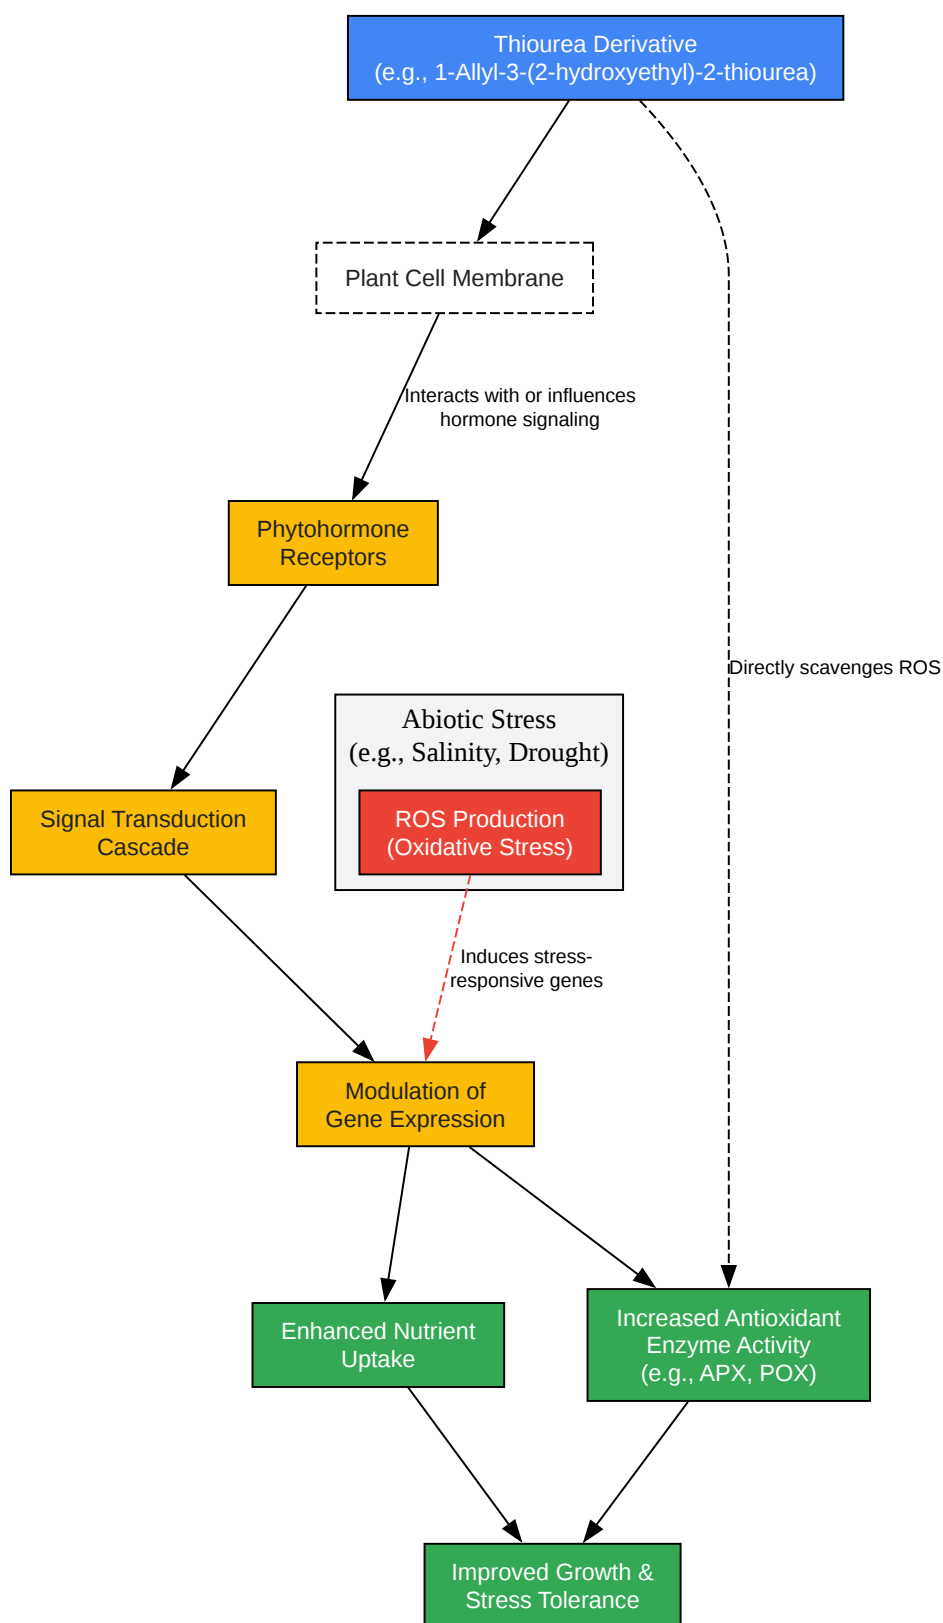 Thiourea Derivative
(e.g., 1-Allyl-3-(2-hydroxyethyl)-2-thiourea)
Plant Cell Membrane
Interacts with or influences
hormone signaling
Phytohormone
Receptors
Directly scavenges ROS
Abiotic Stress
(e.g., Salinity, Drought)
Signal Transduction
Cascade
ROS Production
(Oxidative Stress)
Induces stress-
responsive genes
Modulation of
Gene Expression
Enhanced Nutrient
Uptake
Increased Antioxidant
Enzyme Activity
(e.g., APX, POX)
Improved Growth &
Stress Tolerance